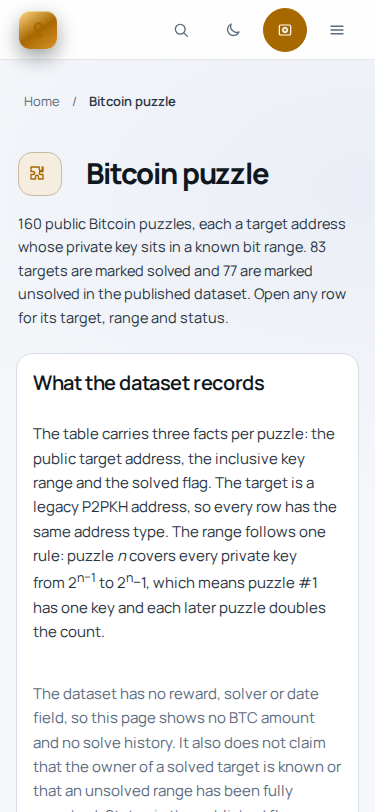 Home / Bitcoin puzzle
Bitcoin puzzle
160 public Bitcoin puzzles, each a target address
whose private key sits in a known bit range. 83
targets are marked solved and 77 are marked
unsolved in the published dataset. Open any row
for its target, range and status.
What the dataset records
The table carries three facts per puzzle: the
public target address, the inclusive key
range and the solved flag. The target is a
legacy P2PKH address, so every row has the
same address type. The range follows one
rule: puzzle n covers every private key
from 2ⁿ⁻¹ to 2ⁿ−1, which means puzzle #1
has one key and each later puzzle doubles
the count.
The dataset has no reward, solver or date
field, so this page shows no BTC amount
and no solve history. It also does not claim
that the owner of a solved target is known or
that an unsolved range has been fully